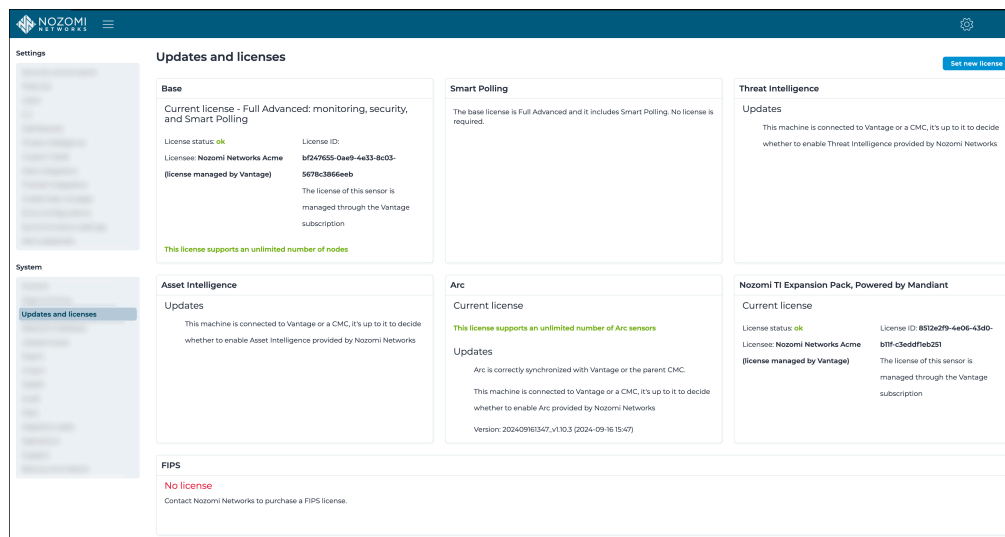 NOZOMI
NETWORKS
Settings
Updates and licenses
Set new license
Base
Current license - Full Advanced: monitoring, security,
and Smart Polling
License status: ok
Licensee: Nozomi Networks Acme
(license managed by Vantage)
License ID:
bf247655-0ae9-4e33-8c03-
5678c3866eeb
The license of this sensor is
managed through the Vantage
subscription
This license supports an unlimited number of nodes
Smart Polling
The base license is Full Advanced and it includes Smart Polling. No license is
required.
Threat Intelligence
Updates
This machine is connected to Vantage or a CMC, it's up to it to decide
whether to enable Threat Intelligence provided by Nozomi Networks
System
Updates and licenses
Asset Intelligence
Updates
This machine is connected to Vantage or a CMC, it's up to it to decide
whether to enable Asset Intelligence provided by Nozomi Networks
Arc
Current license
This license supports an unlimited number of Arc sensors
Updates
Arc is correctly synchronized with Vantage or the parent CMC.
This machine is connected to Vantage or a CMC, it's up to it to decide
whether to enable Arc provided by Nozomi Networks
Version: 202409161347_v1.10.3 (2024-09-16 15:47)
Nozomi TI Expansion Pack, Powered by Mandiant
Current license
License status: ok
Licensee: Nozomi Networks Acme
(license managed by Vantage)
License ID: 8512e2f9-4e06-43d0-
b11f-c3eddf1eb251
The license of this sensor is
managed through the Vantage
subscription
FIPS
No license
Contact Nozomi Networks to purchase a FIPS license.